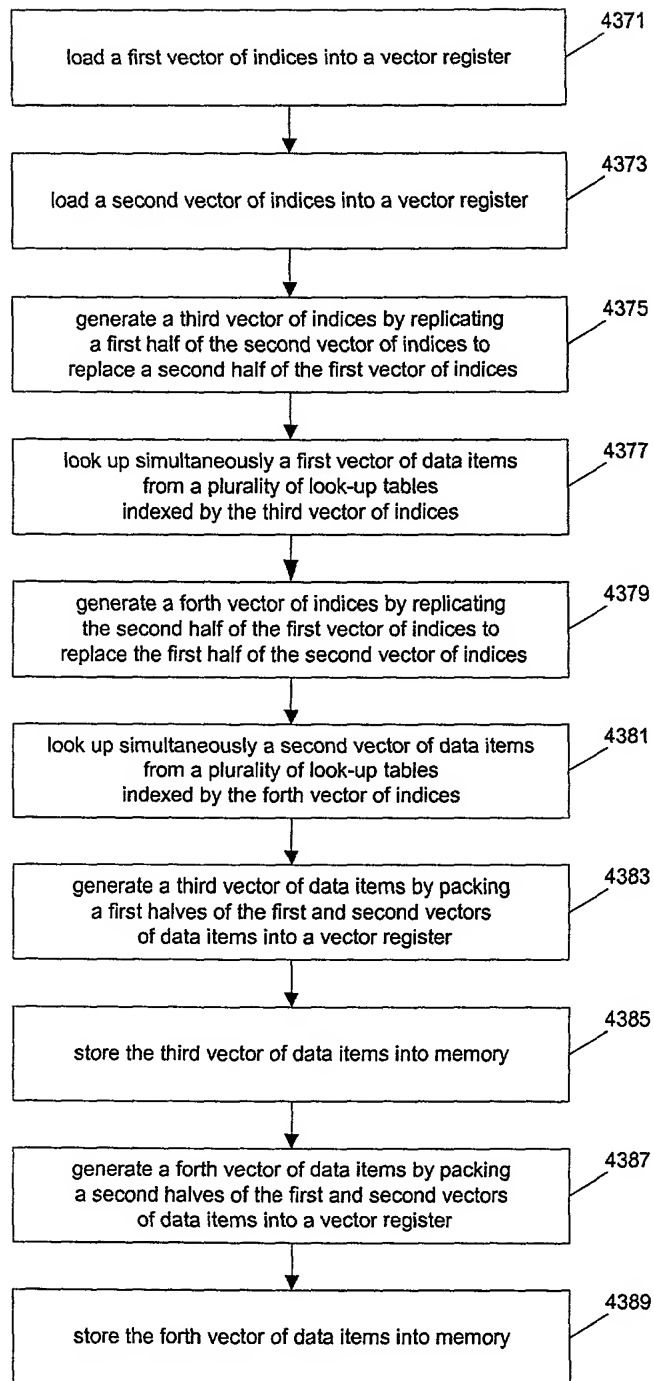 4371
load a first vector of indices into a vector register
4373
load a second vector of indices into a vector register
4375
generate a third vector of indices by replicating
a first half of the second vector of indices to
replace a second half of the first vector of indices
4377
look up simultaneously a first vector of data items
from a plurality of look-up tables
indexed by the third vector of indices
4379
generate a forth vector of indices by replicating
the second half of the first vector of indices to
replace the first half of the second vector of indices
4381
look up simultaneously a second vector of data items
from a plurality of look-up tables
indexed by the forth vector of indices
4383
generate a third vector of data items by packing
a first halves of the first and second vectors
of data items into a vector register
4385
store the third vector of data items into memory
4387
generate a forth vector of data items by packing
a second halves of the first and second vectors
of data items into a vector register
4389
store the forth vector of data items into memory